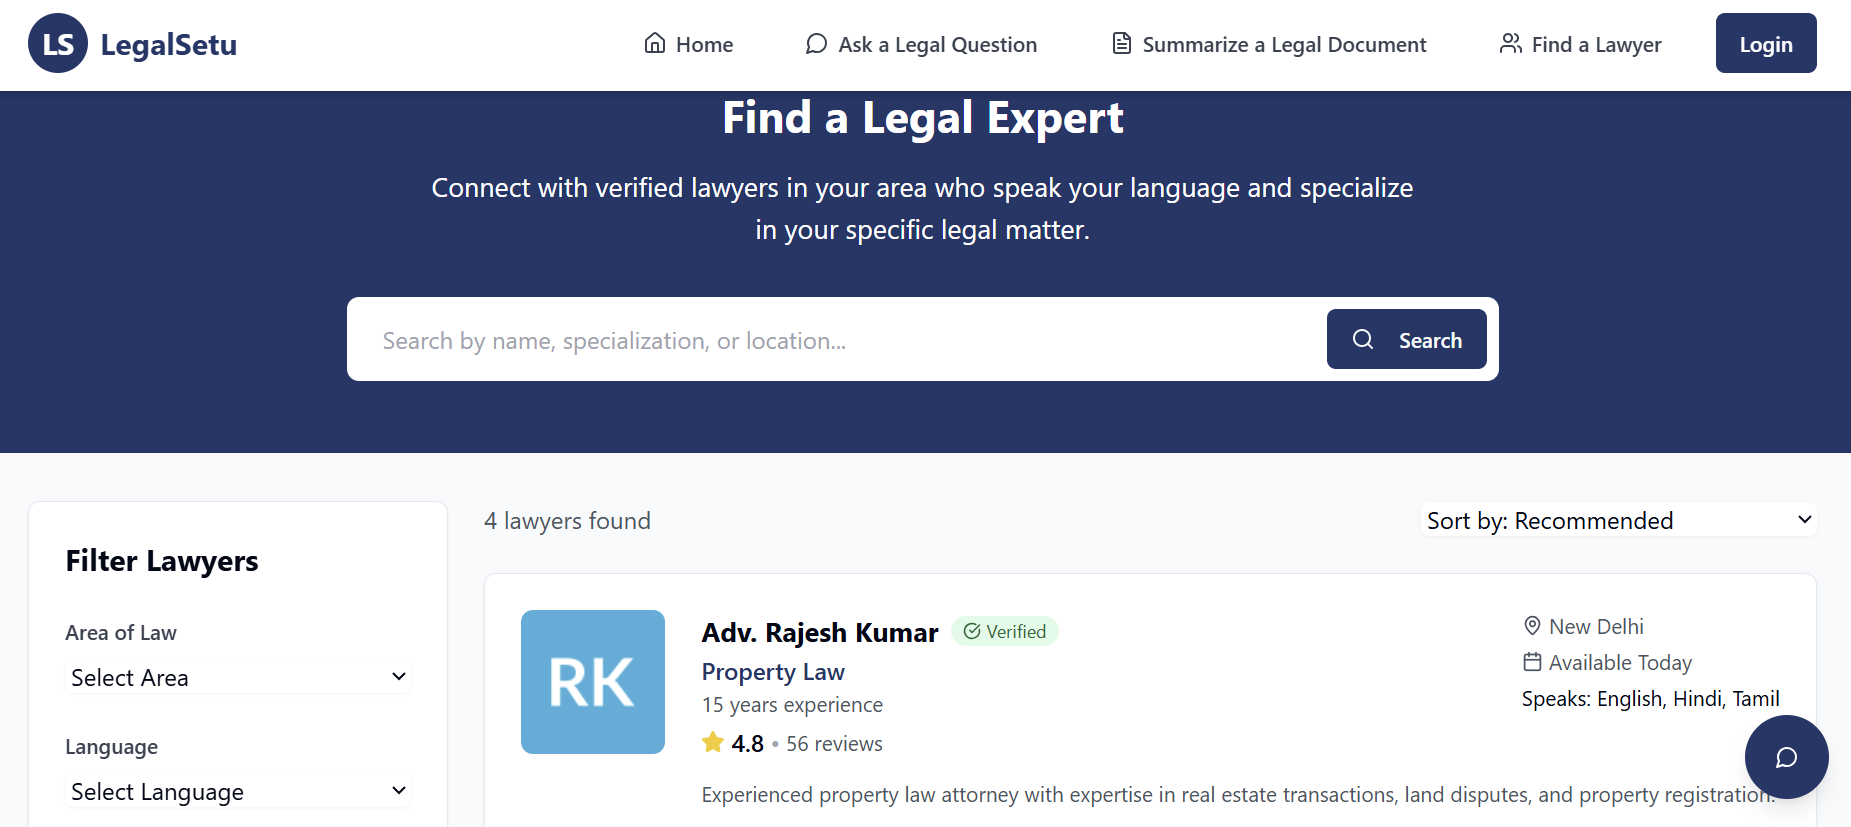 LS LegalSetu
Home
Ask a Legal Question
Summarize a Legal Document
Find a Lawyer
Login
Find a Legal Expert
Connect with verified lawyers in your area who speak your language and specialize
in your specific legal matter.
Search by name, specialization, or location...
Search
Filter Lawyers
Area of Law
Select Area
Language
Select Language
4 lawyers found
Sort by: Recommended
RK
Adv. Rajesh Kumar
Verified
Property Law
15 years experience
4.8 • 56 reviews
New Delhi
Available Today
Speaks: English, Hindi, Tamil
Experienced property law attorney with expertise in real estate transactions, land disputes, and property registration.